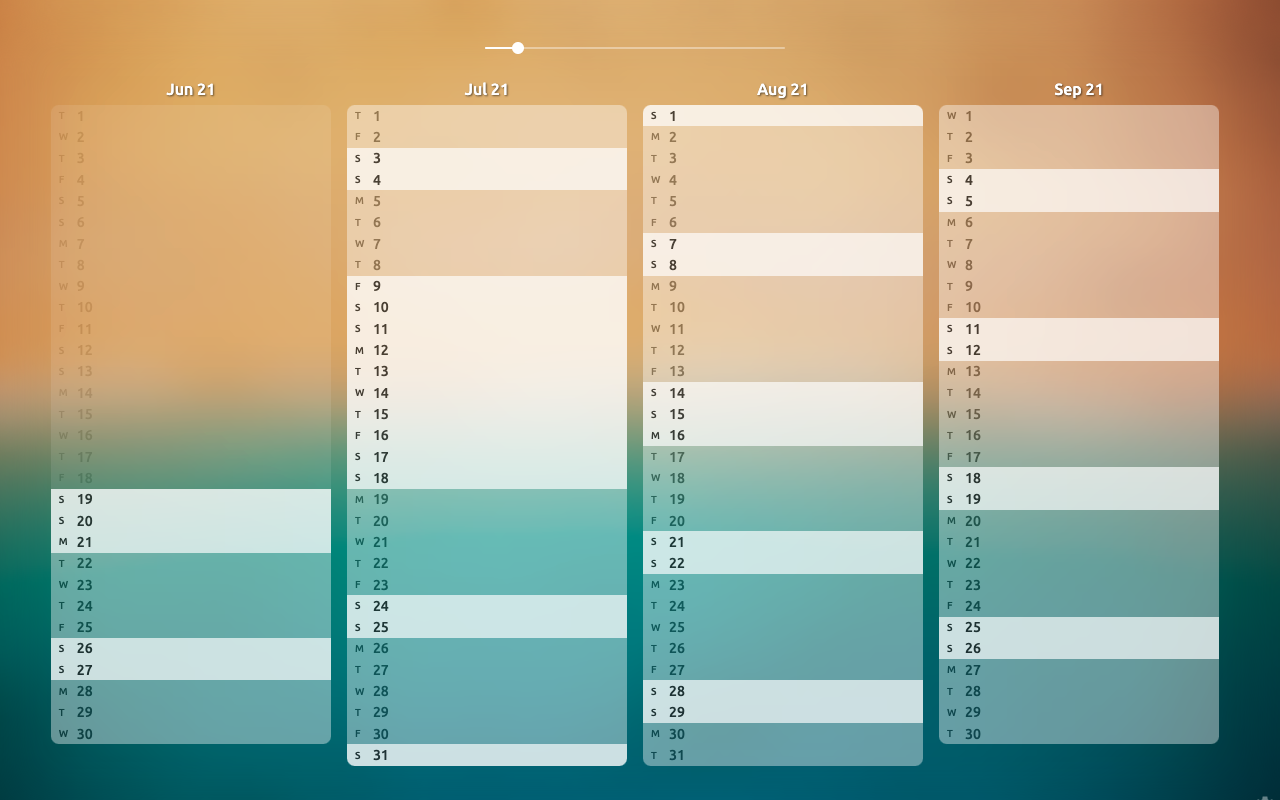 Jun 21
T 1
W 2
T 3
F 4
S 5
S 6
M 7
T 8
W 9
T 10
F 11
S 12
S 13
M 14
T 15
W 16
T 17
F 18
S 19
S 20
M 21
T 22
W 23
T 24
F 25
S 26
S 27
M 28
T 29
W 30
Jul 21
T 1
F 2
S 3
S 4
M 5
T 6
W 7
T 8
F 9
S 10
S 11
M 12
T 13
W 14
T 15
F 16
S 17
S 18
M 19
T 20
W 21
T 22
F 23
S 24
S 25
M 26
T 27
W 28
T 29
F 30
S 31
Aug 21
S 1
M 2
T 3
W 4
T 5
F 6
S 7
S 8
M 9
T 10
W 11
T 12
F 13
S 14
S 15
M 16
T 17
W 18
T 19
F 20
S 21
S 22
M 23
T 24
W 25
T 26
F 27
S 28
S 29
M 30
T 31
Sep 21
W 1
T 2
F 3
S 4
S 5
M 6
T 7
W 8
T 9
F 10
S 11
S 12
M 13
T 14
W 15
T 16
F 17
S 18
S 19
M 20
T 21
W 22
T 23
F 24
S 25
S 26
M 27
T 28
W 29
T 30